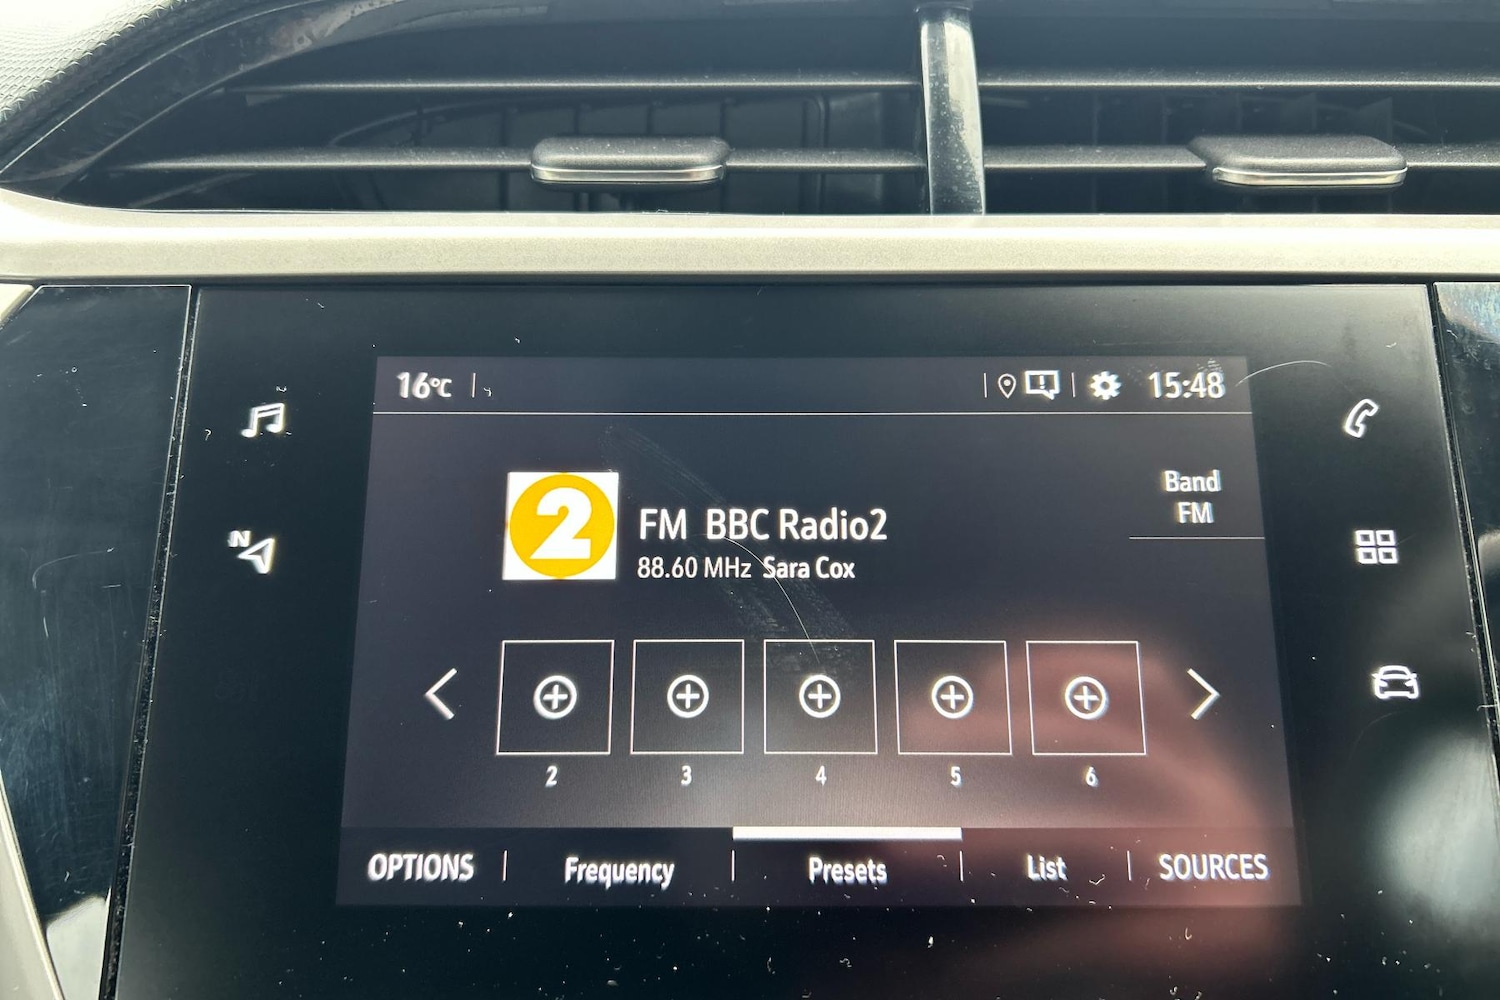 16°C
15:48
N
2
FM BBC Radio2
88.60 MHz Sara Cox
Band
FM
2 3 4 5 6
OPTIONS Frequency Presets List SOURCES